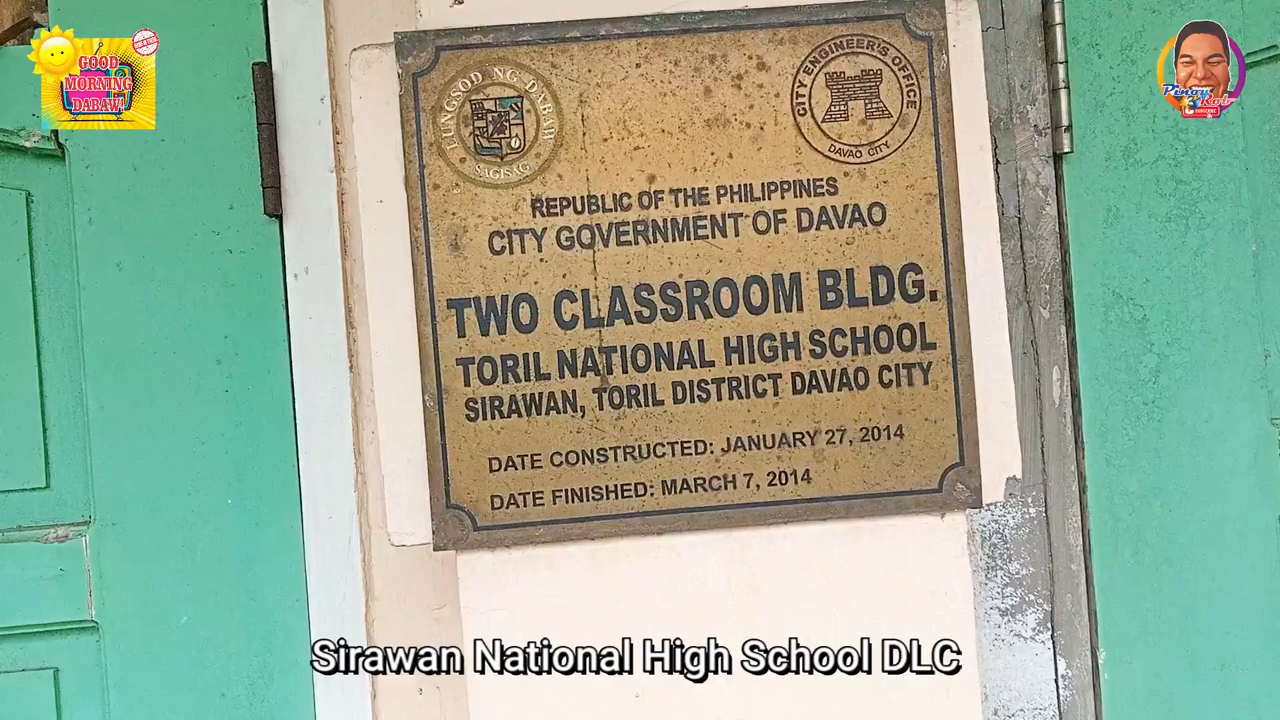 GOOD
MORNING
DABAW!
LUNGSOD NG DABAW
SAGISAG
CITY ENGINEER'S OFFICE
DAVAO CITY
Pinoy
Kab
SUBSCRIBE
REPUBLIC OF THE PHILIPPINES
CITY GOVERNMENT OF DAVAO
TWO CLASSROOM BLDG.
TORIL NATIONAL HIGH SCHOOL
SIRAWAN, TORIL DISTRICT DAVAO CITY
DATE CONSTRUCTED: JANUARY 27, 2014
DATE FINISHED: MARCH 7, 2014
Sirawan National High School DLC